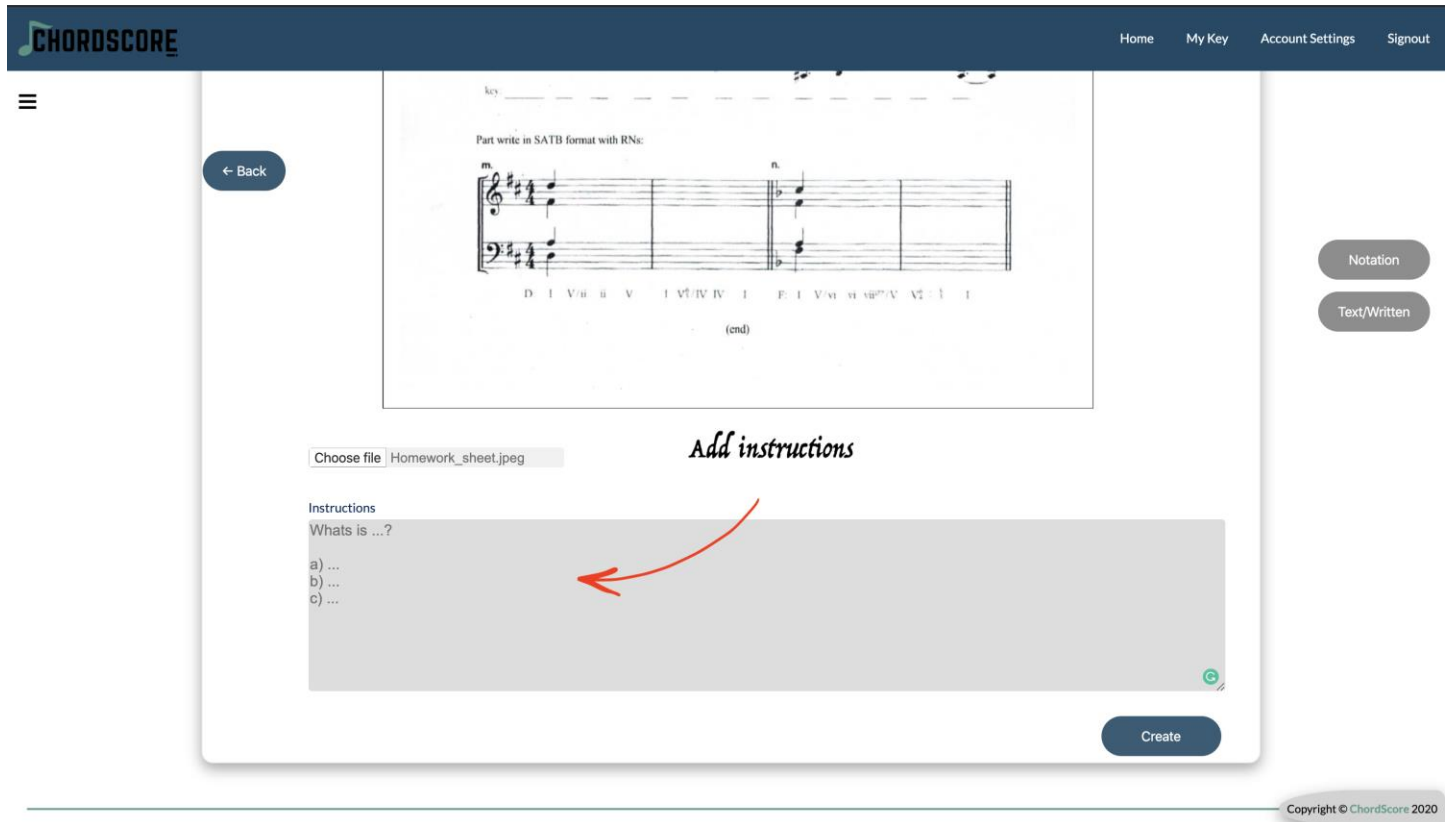 CHORDSCORE
Home My Key Account Settings Signout
key:
← Back
Part write in SATB format with RNs:
m. n.
D: I V/ii ii V I IV I F: I V/vi vi I
(end)
Notation
Text/Written
Add instructions
Choose file Homework_sheet.jpeg
Instructions
Whats is ...?
a) ...
b) ...
c) ...
Create
Copyright © ChordScore 2020